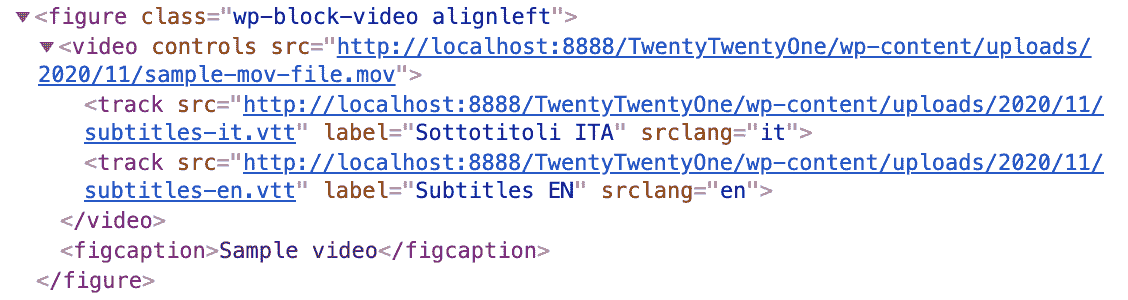 ▼<figure class="wp-block-video alignleft">
▼<video controls src="http://localhost:8888/TwentyTwentyOne/wp-content/uploads/
2020/11/sample-mov-file.mov">
<track src="http://localhost:8888/TwentyTwentyOne/wp-content/uploads/2020/11/
subtitles-it.vtt" label="Sottotitoli ITA" srclang="it">
<track src="http://localhost:8888/TwentyTwentyOne/wp-content/uploads/2020/11/
subtitles-en.vtt" label="Subtitles EN" srclang="en">
</video>
<figcaption>Sample video</figcaption>
</figure>